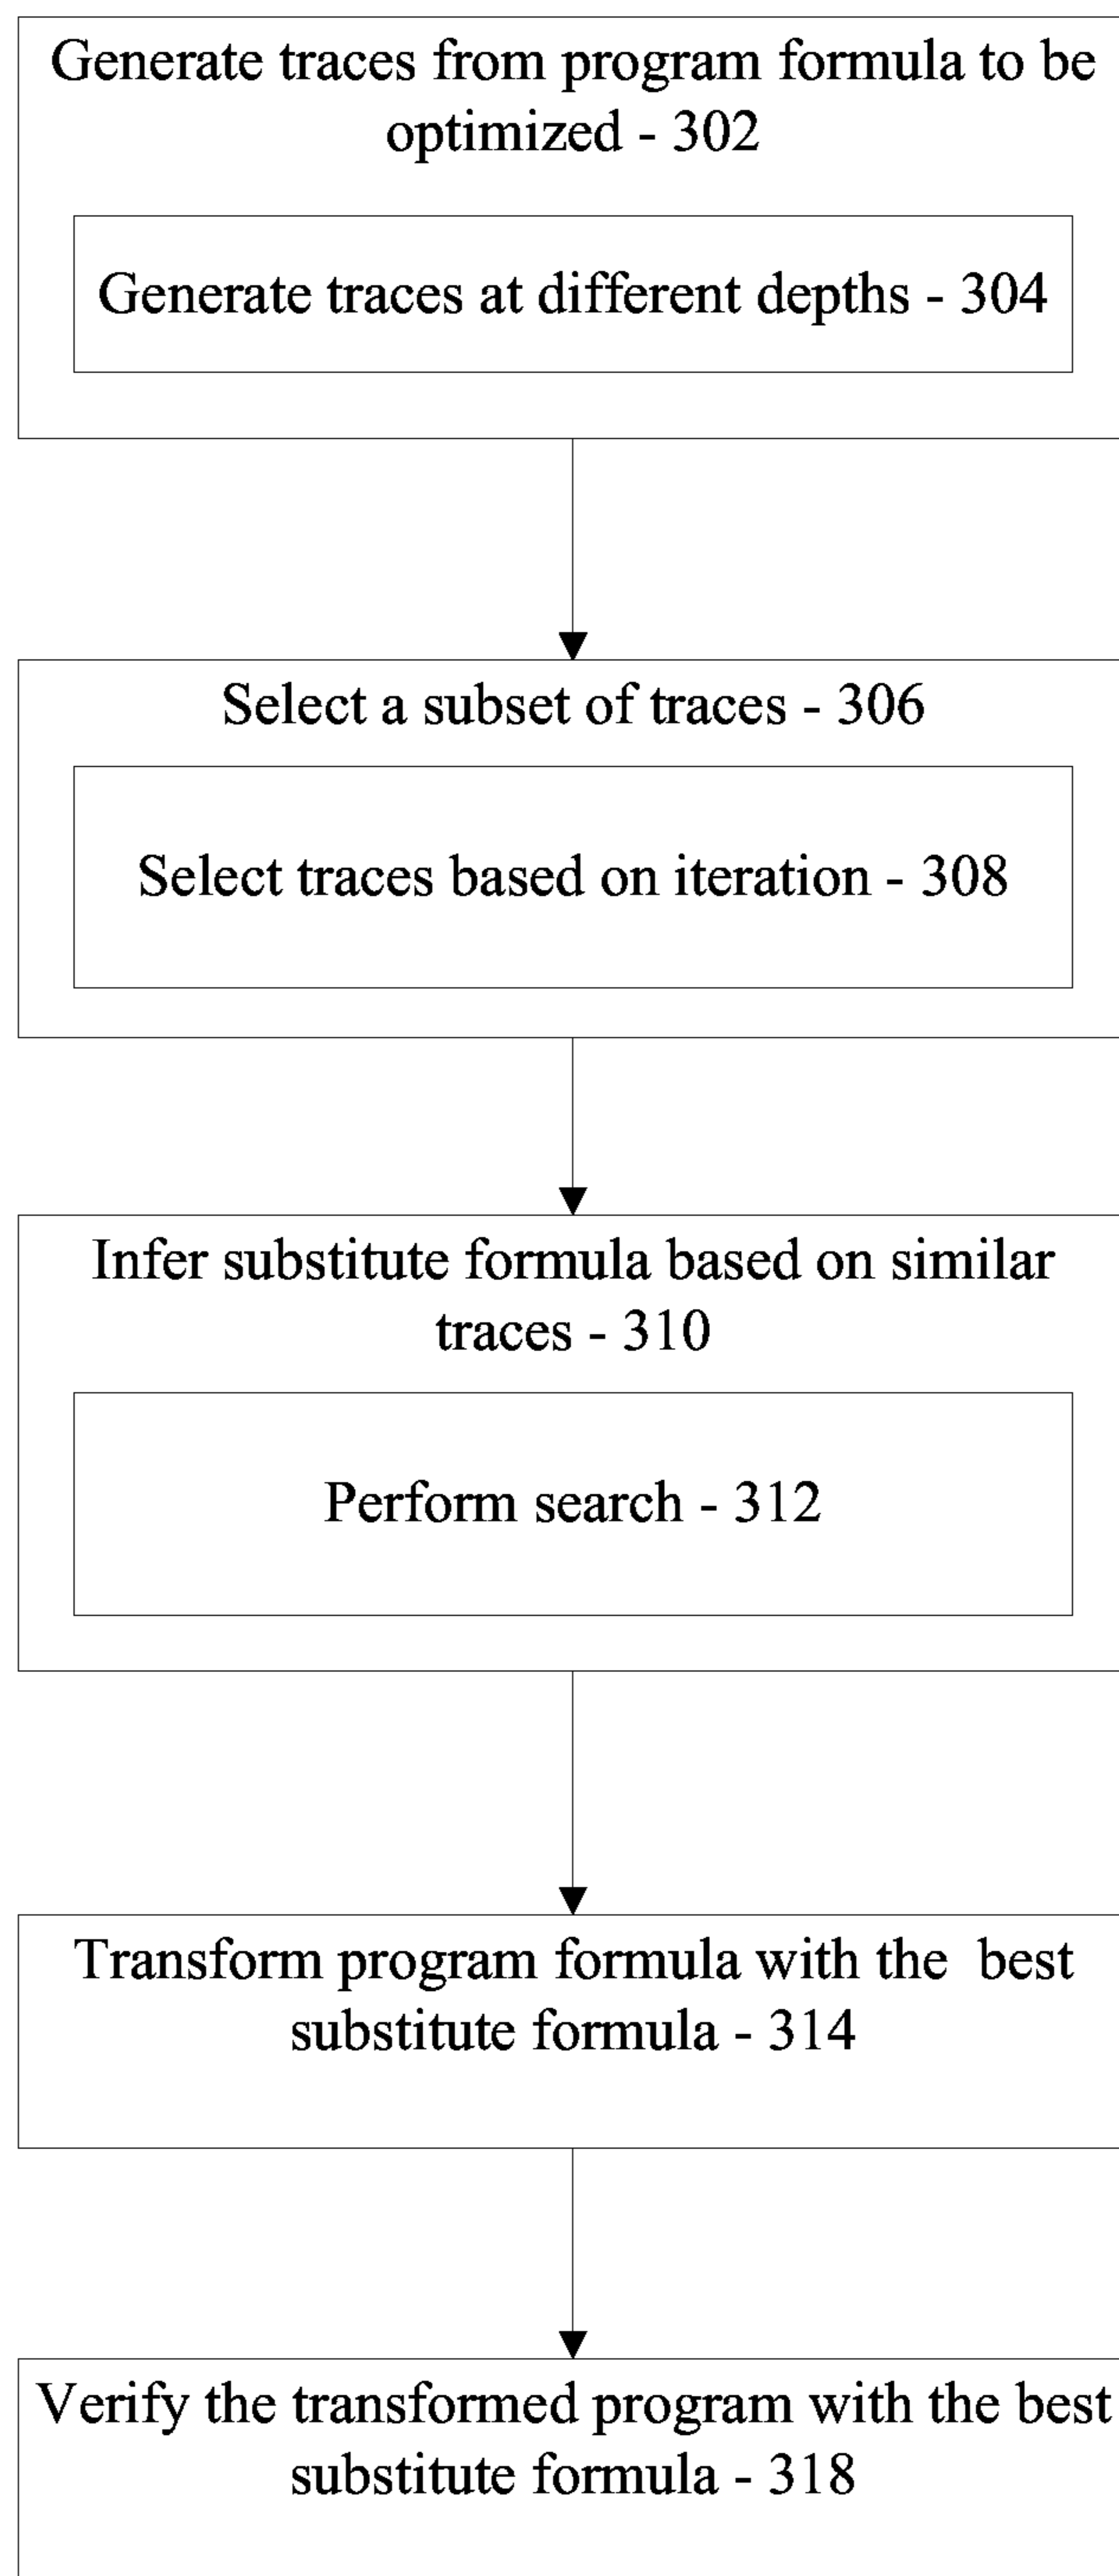 Generate traces from program formula to be
optimized - 302
Generate traces at different depths - 304
Select a subset of traces - 306
Select traces based on iteration - 308
Infer substitute formula based on similar
traces - 310
Perform search - 312
Transform program formula with the  best
substitute formula - 314
Verify the transformed program with the best
substitute formula - 318